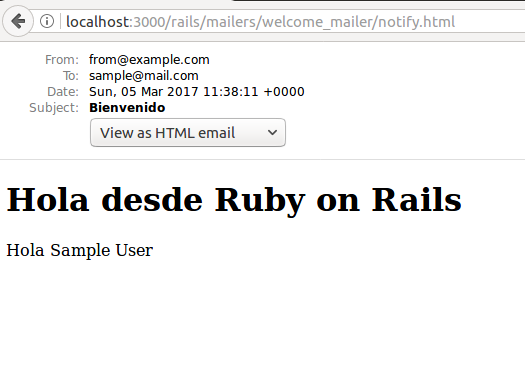 localhost:3000/rails/mailers/welcome_mailer/notify.html
From: from@example.com
To: sample@mail.com
Date: Sun, 05 Mar 2017 11:38:11 +0000
Subject: Bienvenido
View as HTML email
Hola desde Ruby on Rails
Hola Sample User